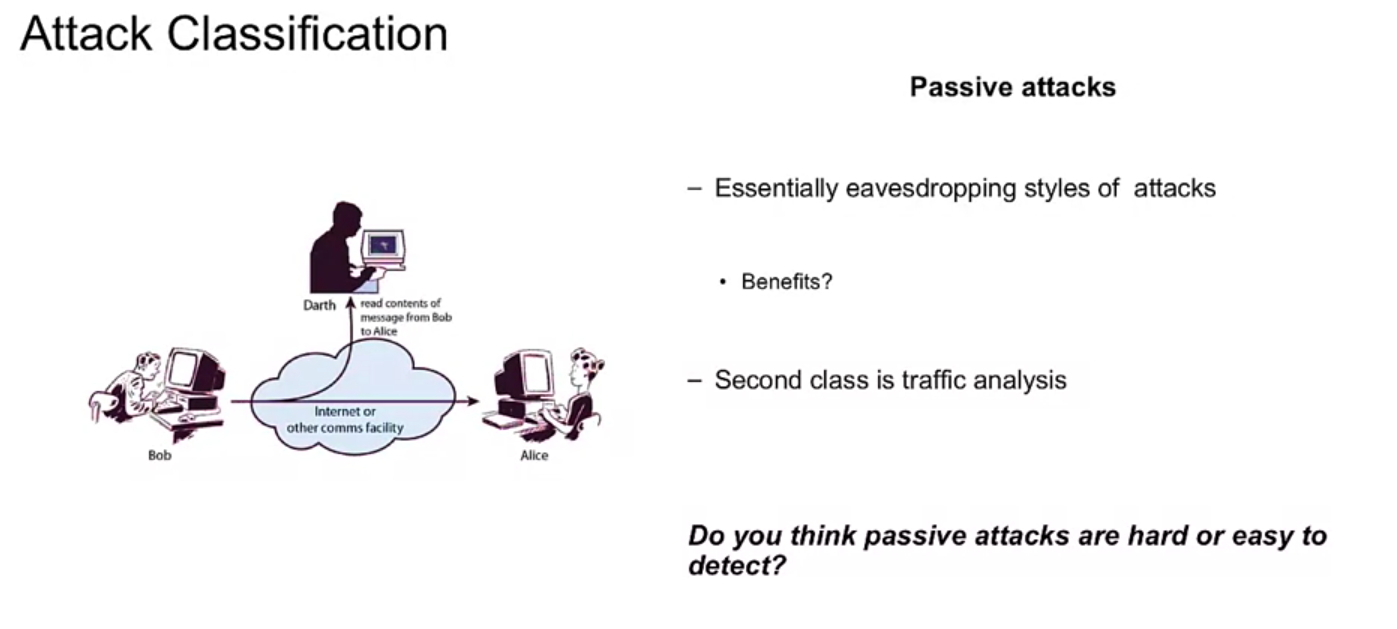 Attack Classification
Passive attacks
– Essentially eavesdropping styles of attacks
• Benefits?
– Second class is traffic analysis
Do you think passive attacks are hard or easy to
detect?
Darth
read contents of
message from Bob
to Alice
Internet or
other comms facility
Bob
Alice